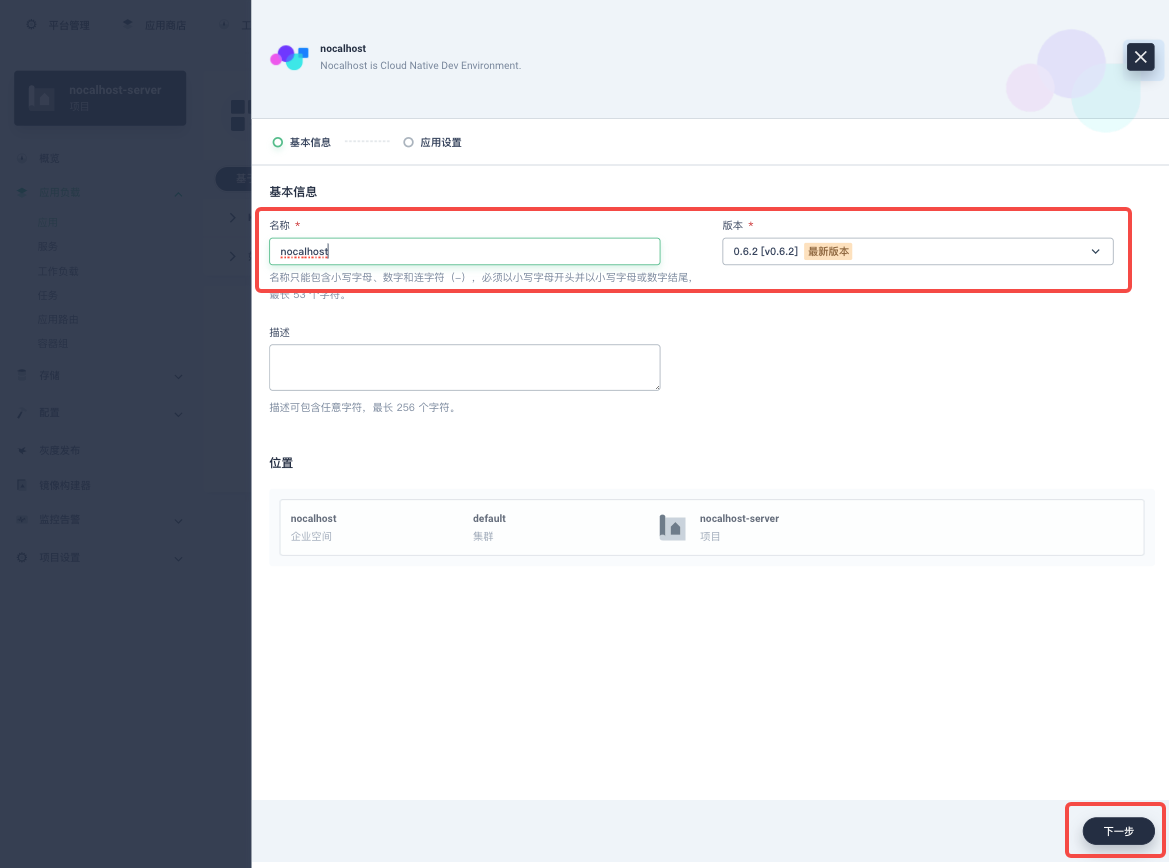 平台管理
应用商店
工
nocalhost-server
项目
概览
应用负载
应用
服务
工作负载
任务
应用路由
容器组
存储
配置
灰度发布
镜像构建器
监控告警
项目设置
nocalhost
Nocalhost is Cloud Native Dev Environment.
基本信息
应用设置
基本信息
名称 *
版本 *
nocalhost
0.6.2 [v0.6.2] 最新版本
名称只能包含小写字母、数字和连字符（-），必须以小写字母开头并以小写字母或数字结尾，
最长 53 个字符。
描述
描述可包含任意字符，最长 256 个字符。
位置
nocalhost
企业空间
default
集群
nocalhost-server
项目
下一步